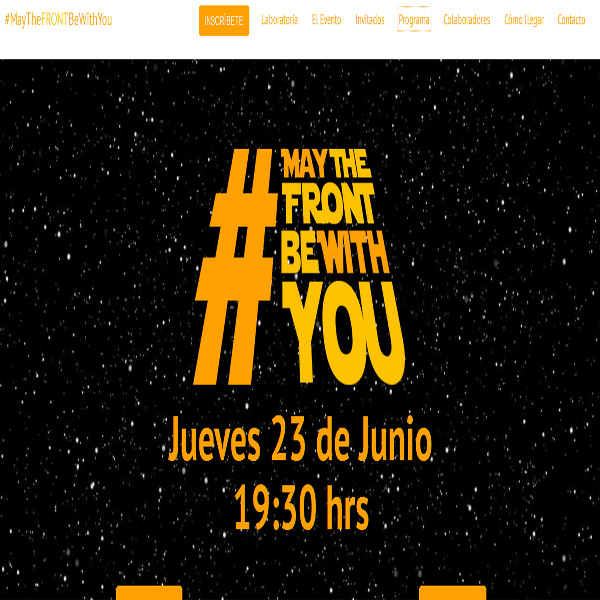 #MayTheFRONTBeWithYou
INSCRÍBETE
Laboratoria
El Evento
Invitados
Programa
Colaboradores
Cómo llegar
Contacto
#
MAY THE
FRONT
BE WITH
YOU
Jueves 23 de Junio
19:30 hrs